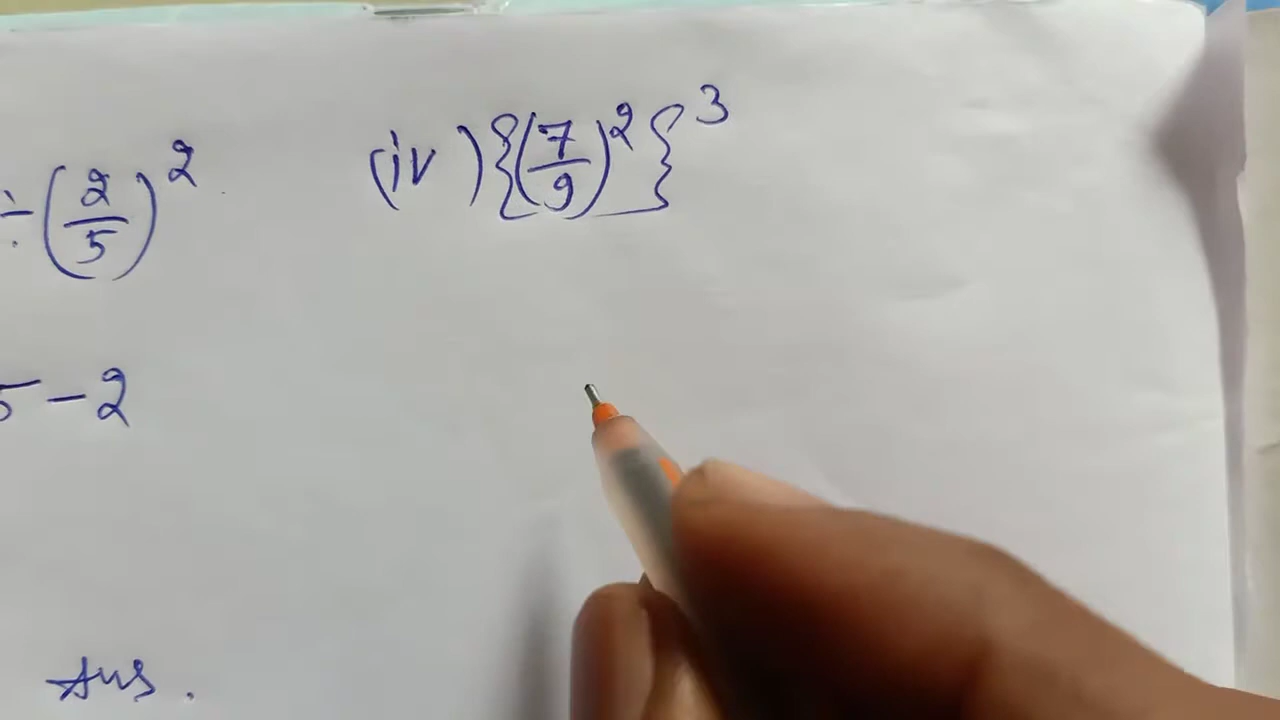 ÷ (2/5)² (iv) {(7/9)²}³
5 - 2
Ans.